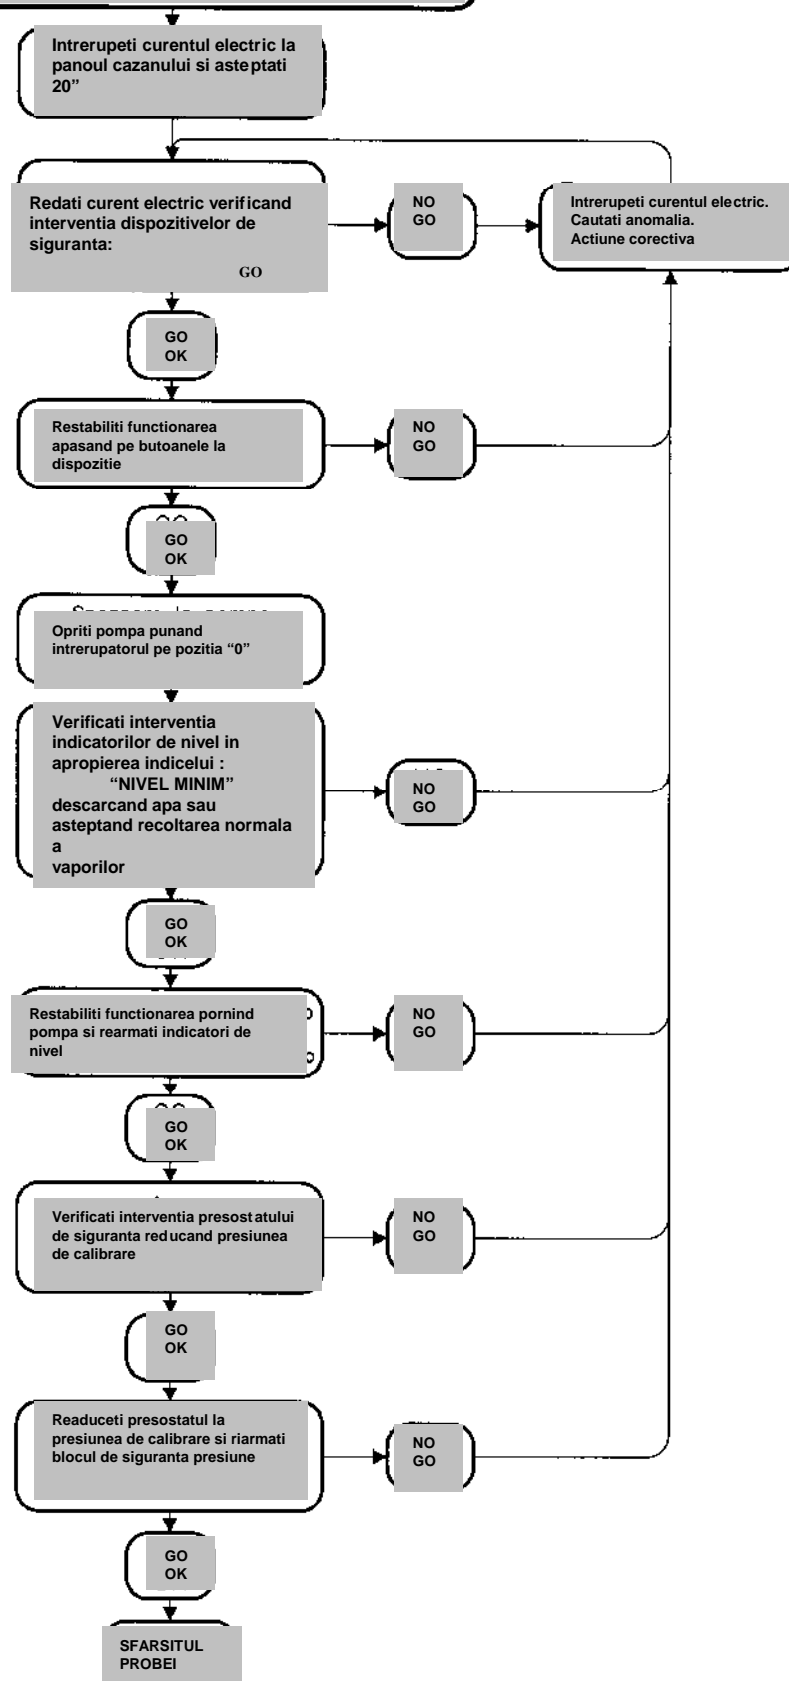 Intrerupeti curentul electric la
panoul cazanului si asteptati
20”
Redati curent electric verificand
interventia dispozitivelor de
siguranta:
GO
NO
GO
Intrerupeti curentul electric.
Cautati anomalia.
Actiune corectiva
GO
OK
Restabiliti functionarea
apasand pe butoanele la
dispozitie
NO
GO
GO
OK
Opriti pompa punand
intrerupatorul pe pozitia “0”
Verificati interventia
indicatorilor de nivel in
apropierea indicelui :
“NIVEL MINIM”
descarcand apa sau
asteptand recoltarea normala
a
vaporilor
NO
GO
GO
OK
Restabiliti functionarea pornind
pompa si rearmati indicatori de
nivel
NO
GO
GO
OK
Verificati interventia presostatului
de siguranta reducand presiunea
de calibrare
NO
GO
GO
OK
Readuceti presostatul la
presiunea de calibrare si riarmati
blocul de siguranta presiune
NO
GO
GO
OK
SFARSITUL
PROBEI